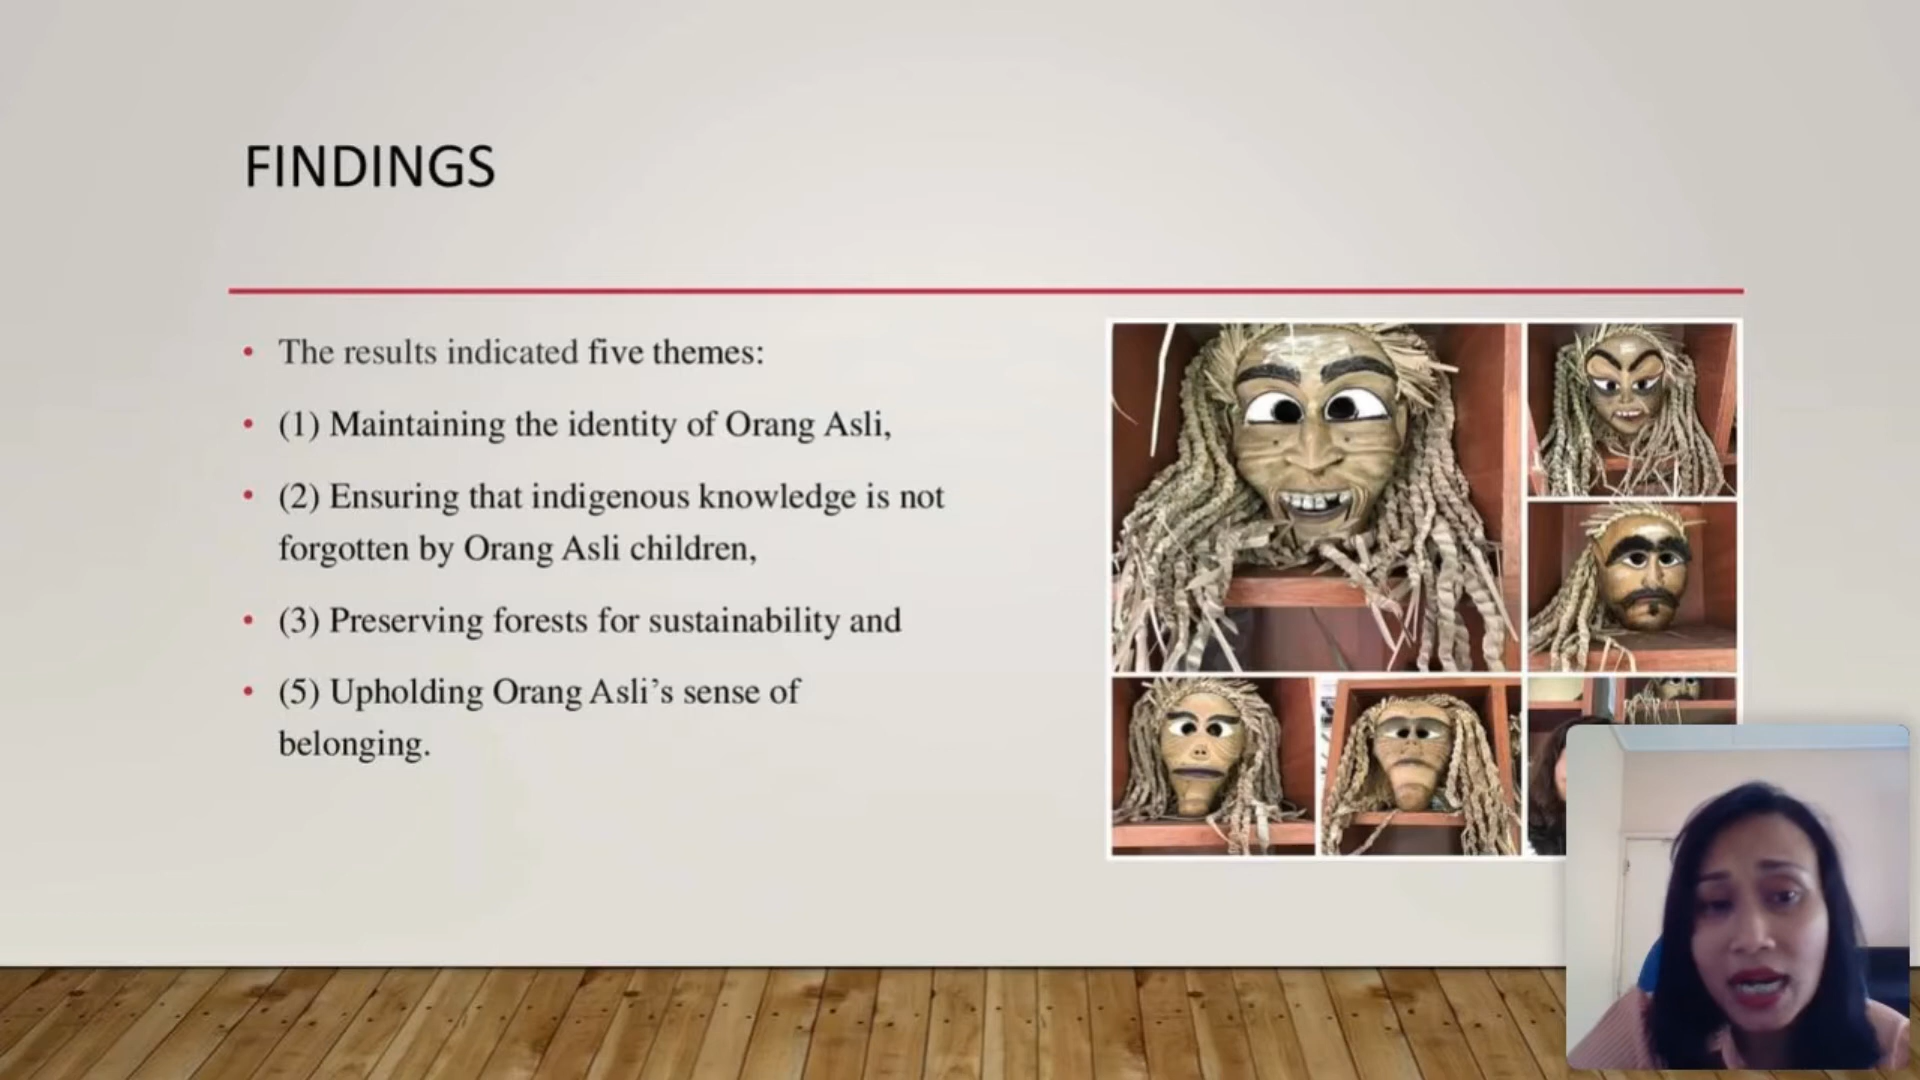 FINDINGS
• The results indicated five themes:
• (1) Maintaining the identity of Orang Asli,
• (2) Ensuring that indigenous knowledge is not
forgotten by Orang Asli children,
• (3) Preserving forests for sustainability and
• (5) Upholding Orang Asli’s sense of
belonging.